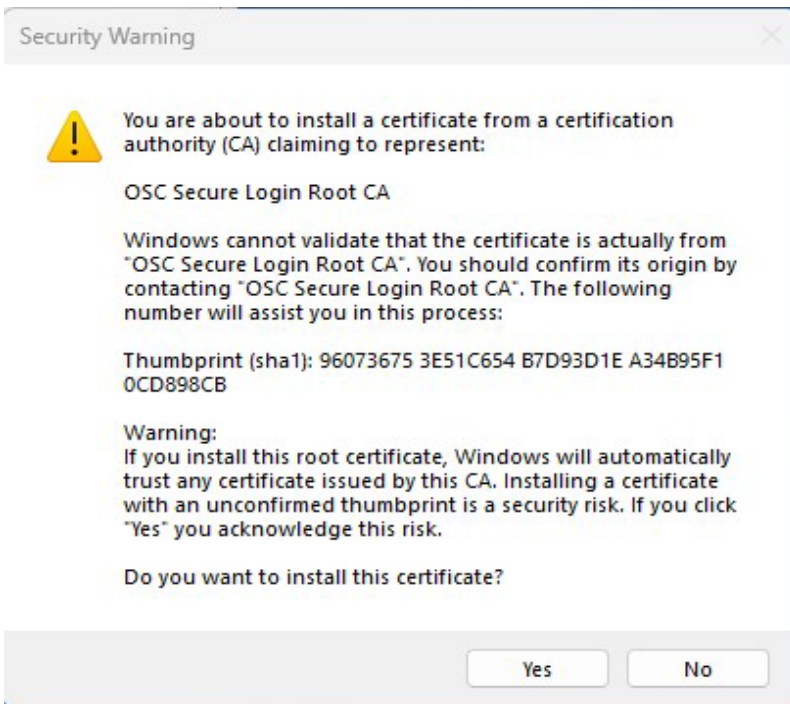 Security Warning
You are about to install a certificate from a certification
authority (CA) claiming to represent:
OSC Secure Login Root CA
Windows cannot validate that the certificate is actually from
"OSC Secure Login Root CA". You should confirm its origin by
contacting "OSC Secure Login Root CA". The following
number will assist you in this process:
Thumbprint (sha1): 96073675 3E51C654 B7D93D1E A34B95F1
0CD898CB
Warning:
If you install this root certificate, Windows will automatically
trust any certificate issued by this CA. Installing a certificate
with an unconfirmed thumbprint is a security risk. If you click
"Yes" you acknowledge this risk.
Do you want to install this certificate?
Yes No